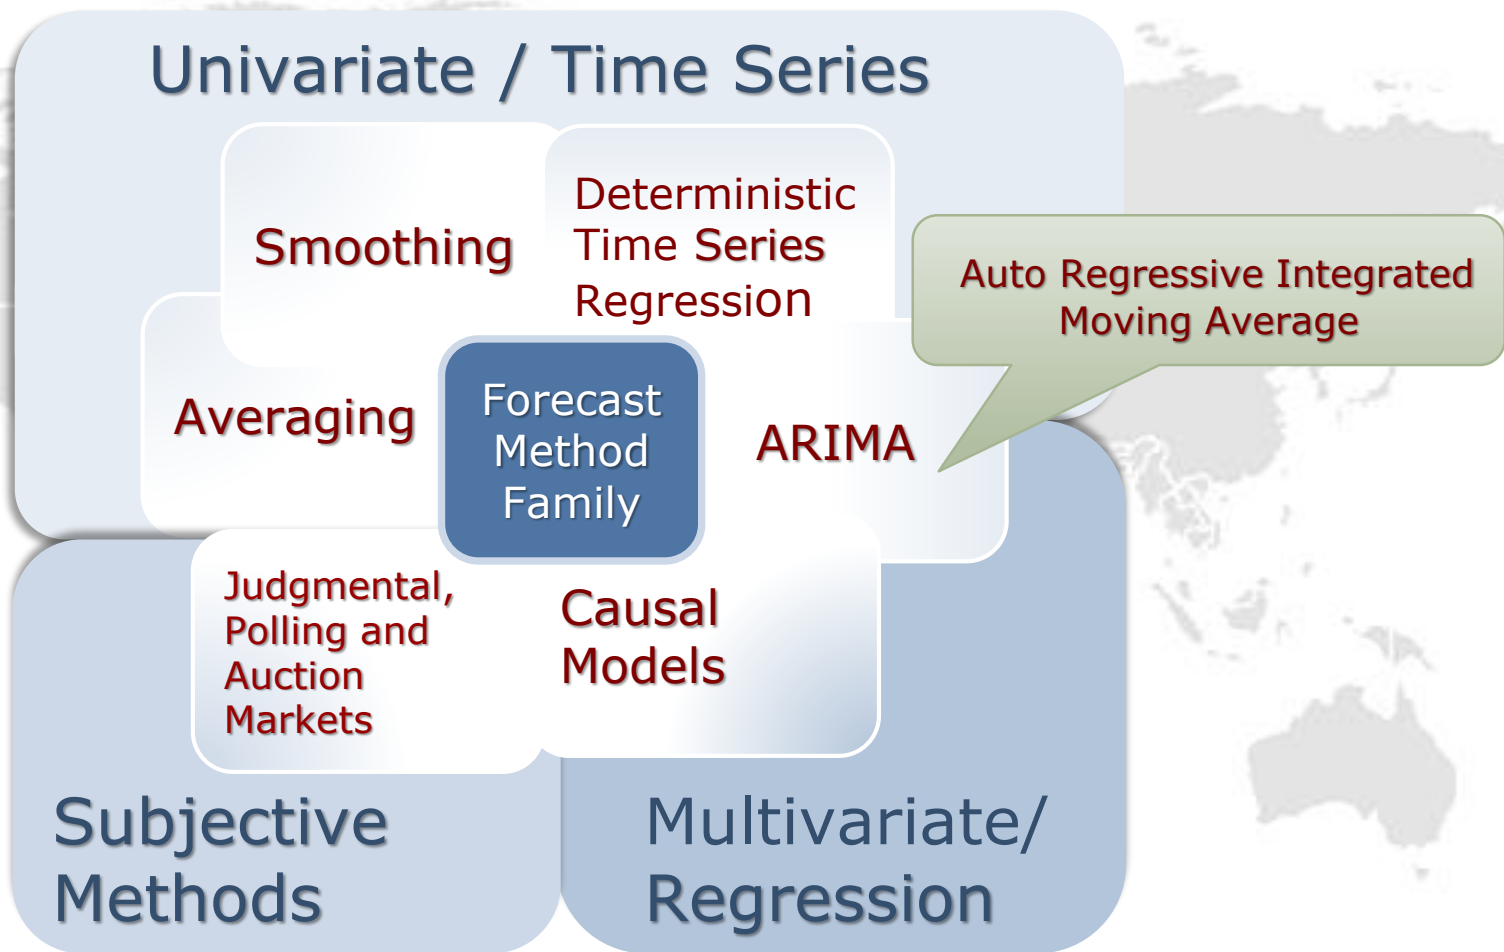 Univariate / Time Series
Smoothing
Deterministic
Time Series
Regression
Auto Regressive Integrated
Moving Average
Averaging
Forecast
Method
Family
ARIMA
Judgmental,
Polling and
Auction
Markets
Causal
Models
Subjective
Methods
Multivariate/
Regression